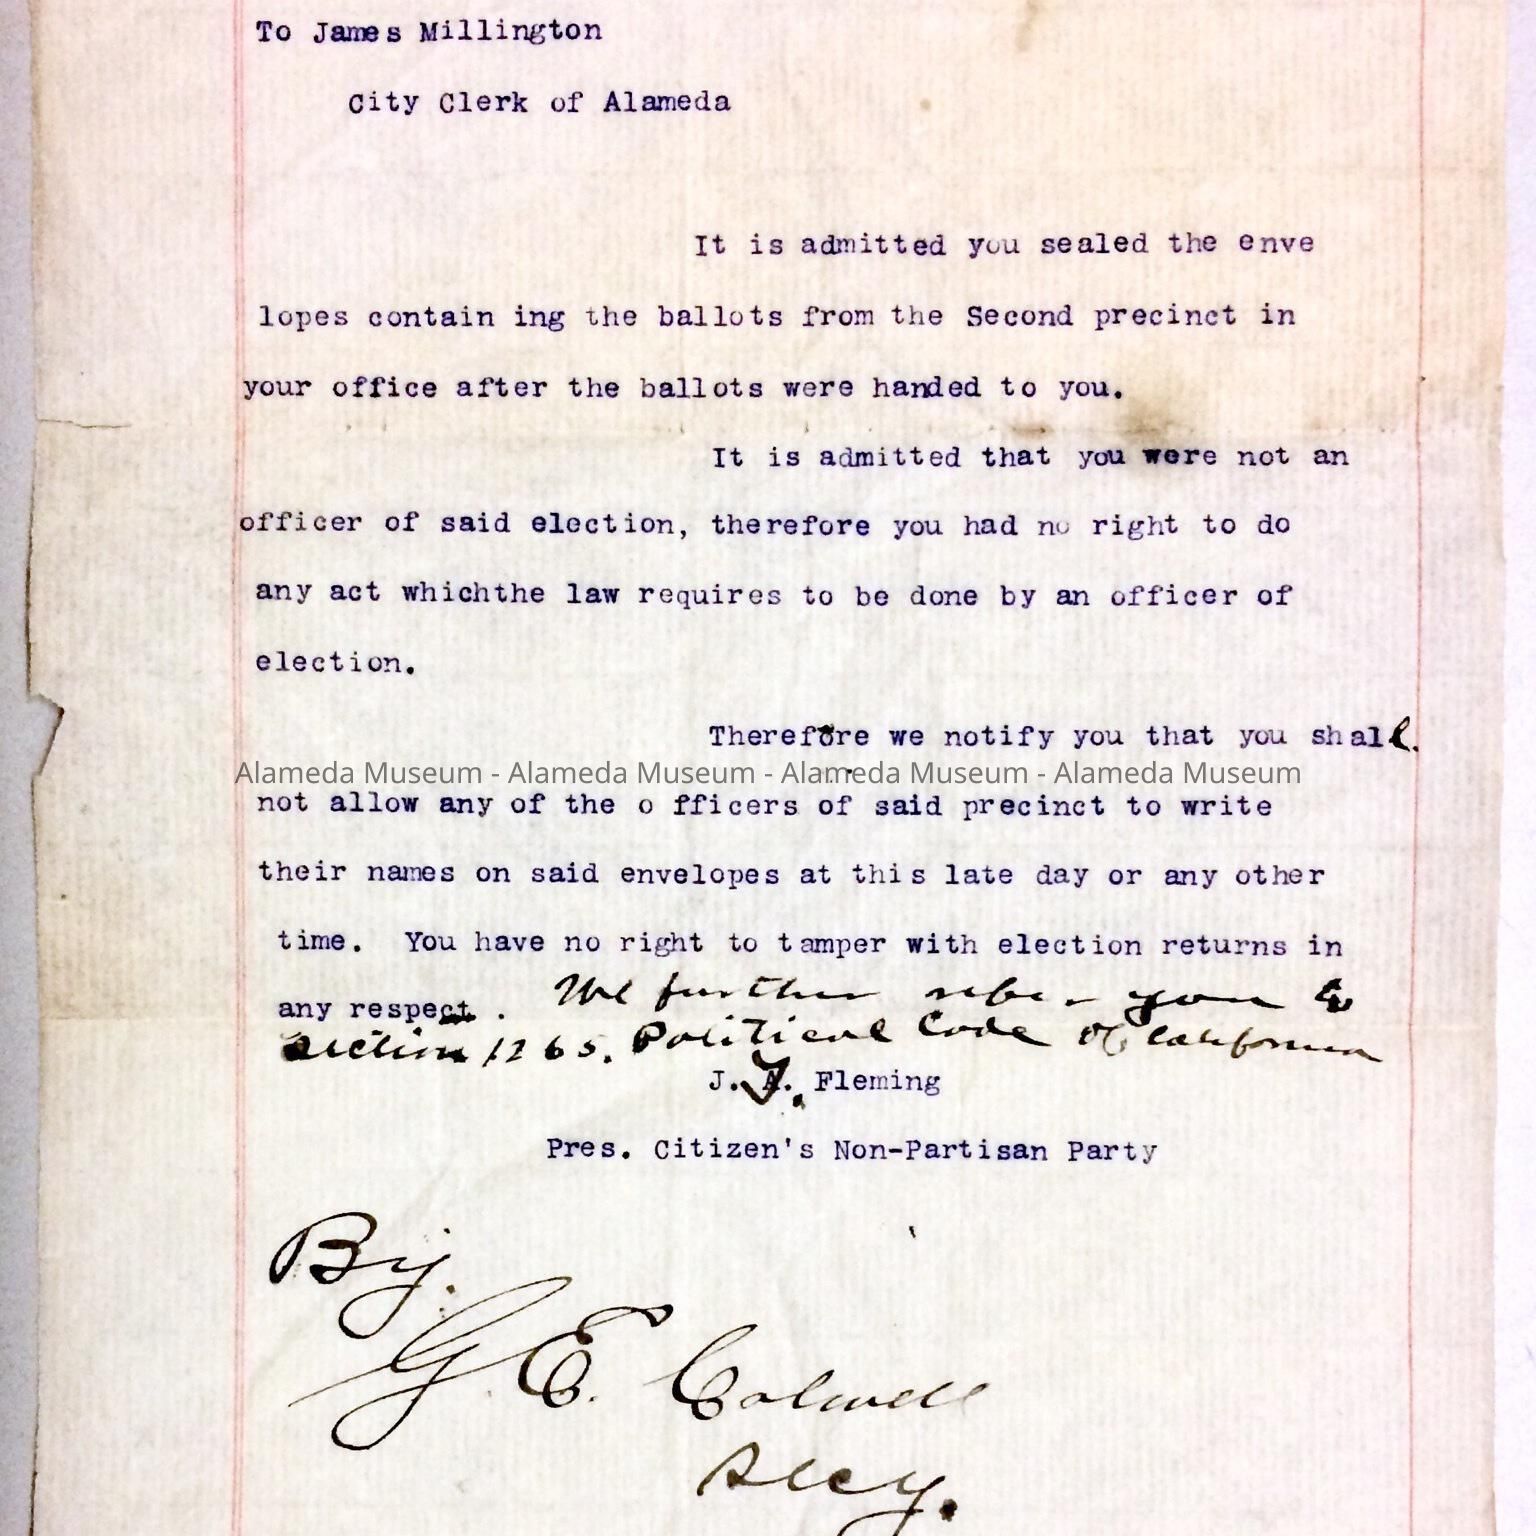 To James Millington
City Clerk of Alameda
It is admitted you sealed the enve
lopes contain ing the ballots from the Second precinct in
your office after the ballots were handed to you.
It is admitted that you were not an
officer of said election, therefore you had no right to do
any act whichthe law requires to be done by an officer of
election.
Therefore we notify you that you shall.
Alameda Museum - Alameda Museum - Alameda Museum - Alameda Museum
not allow any of the o fficers of said precinct to write
their names on said envelopes at this late day or any other
time. You have no right to tamper with election returns in
any respect . We further refer you to
Section 1265. Political Code of California
J. F. Fleming
Pres. Citizen's Non-Partisan Party
By.
G. E. Colwell
Secy.